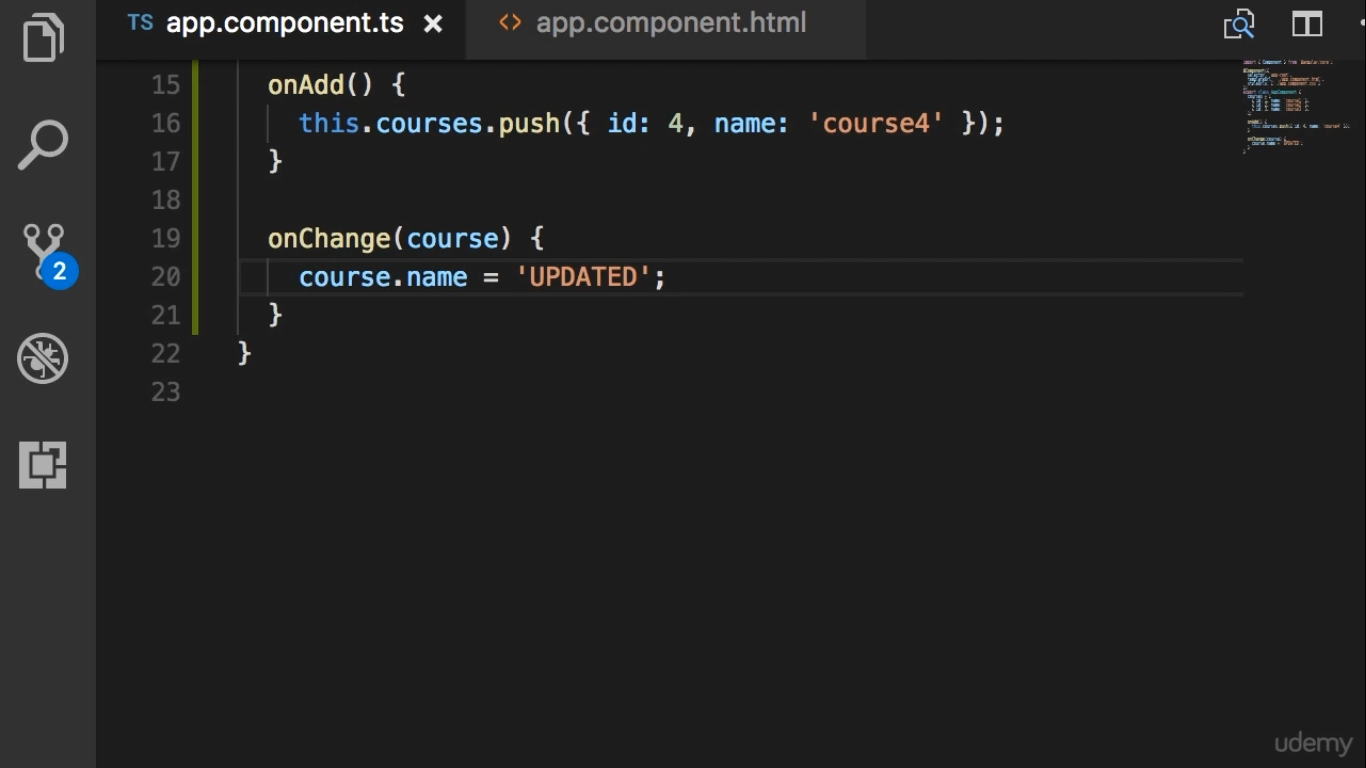 TS app.component.ts × <> app.component.html
15 onAdd() {
16 this.courses.push({ id: 4, name: 'course4' });
17 }
18
19 onChange(course) {
20 course.name = 'UPDATED';
21 }
22 }
23
2
udemy